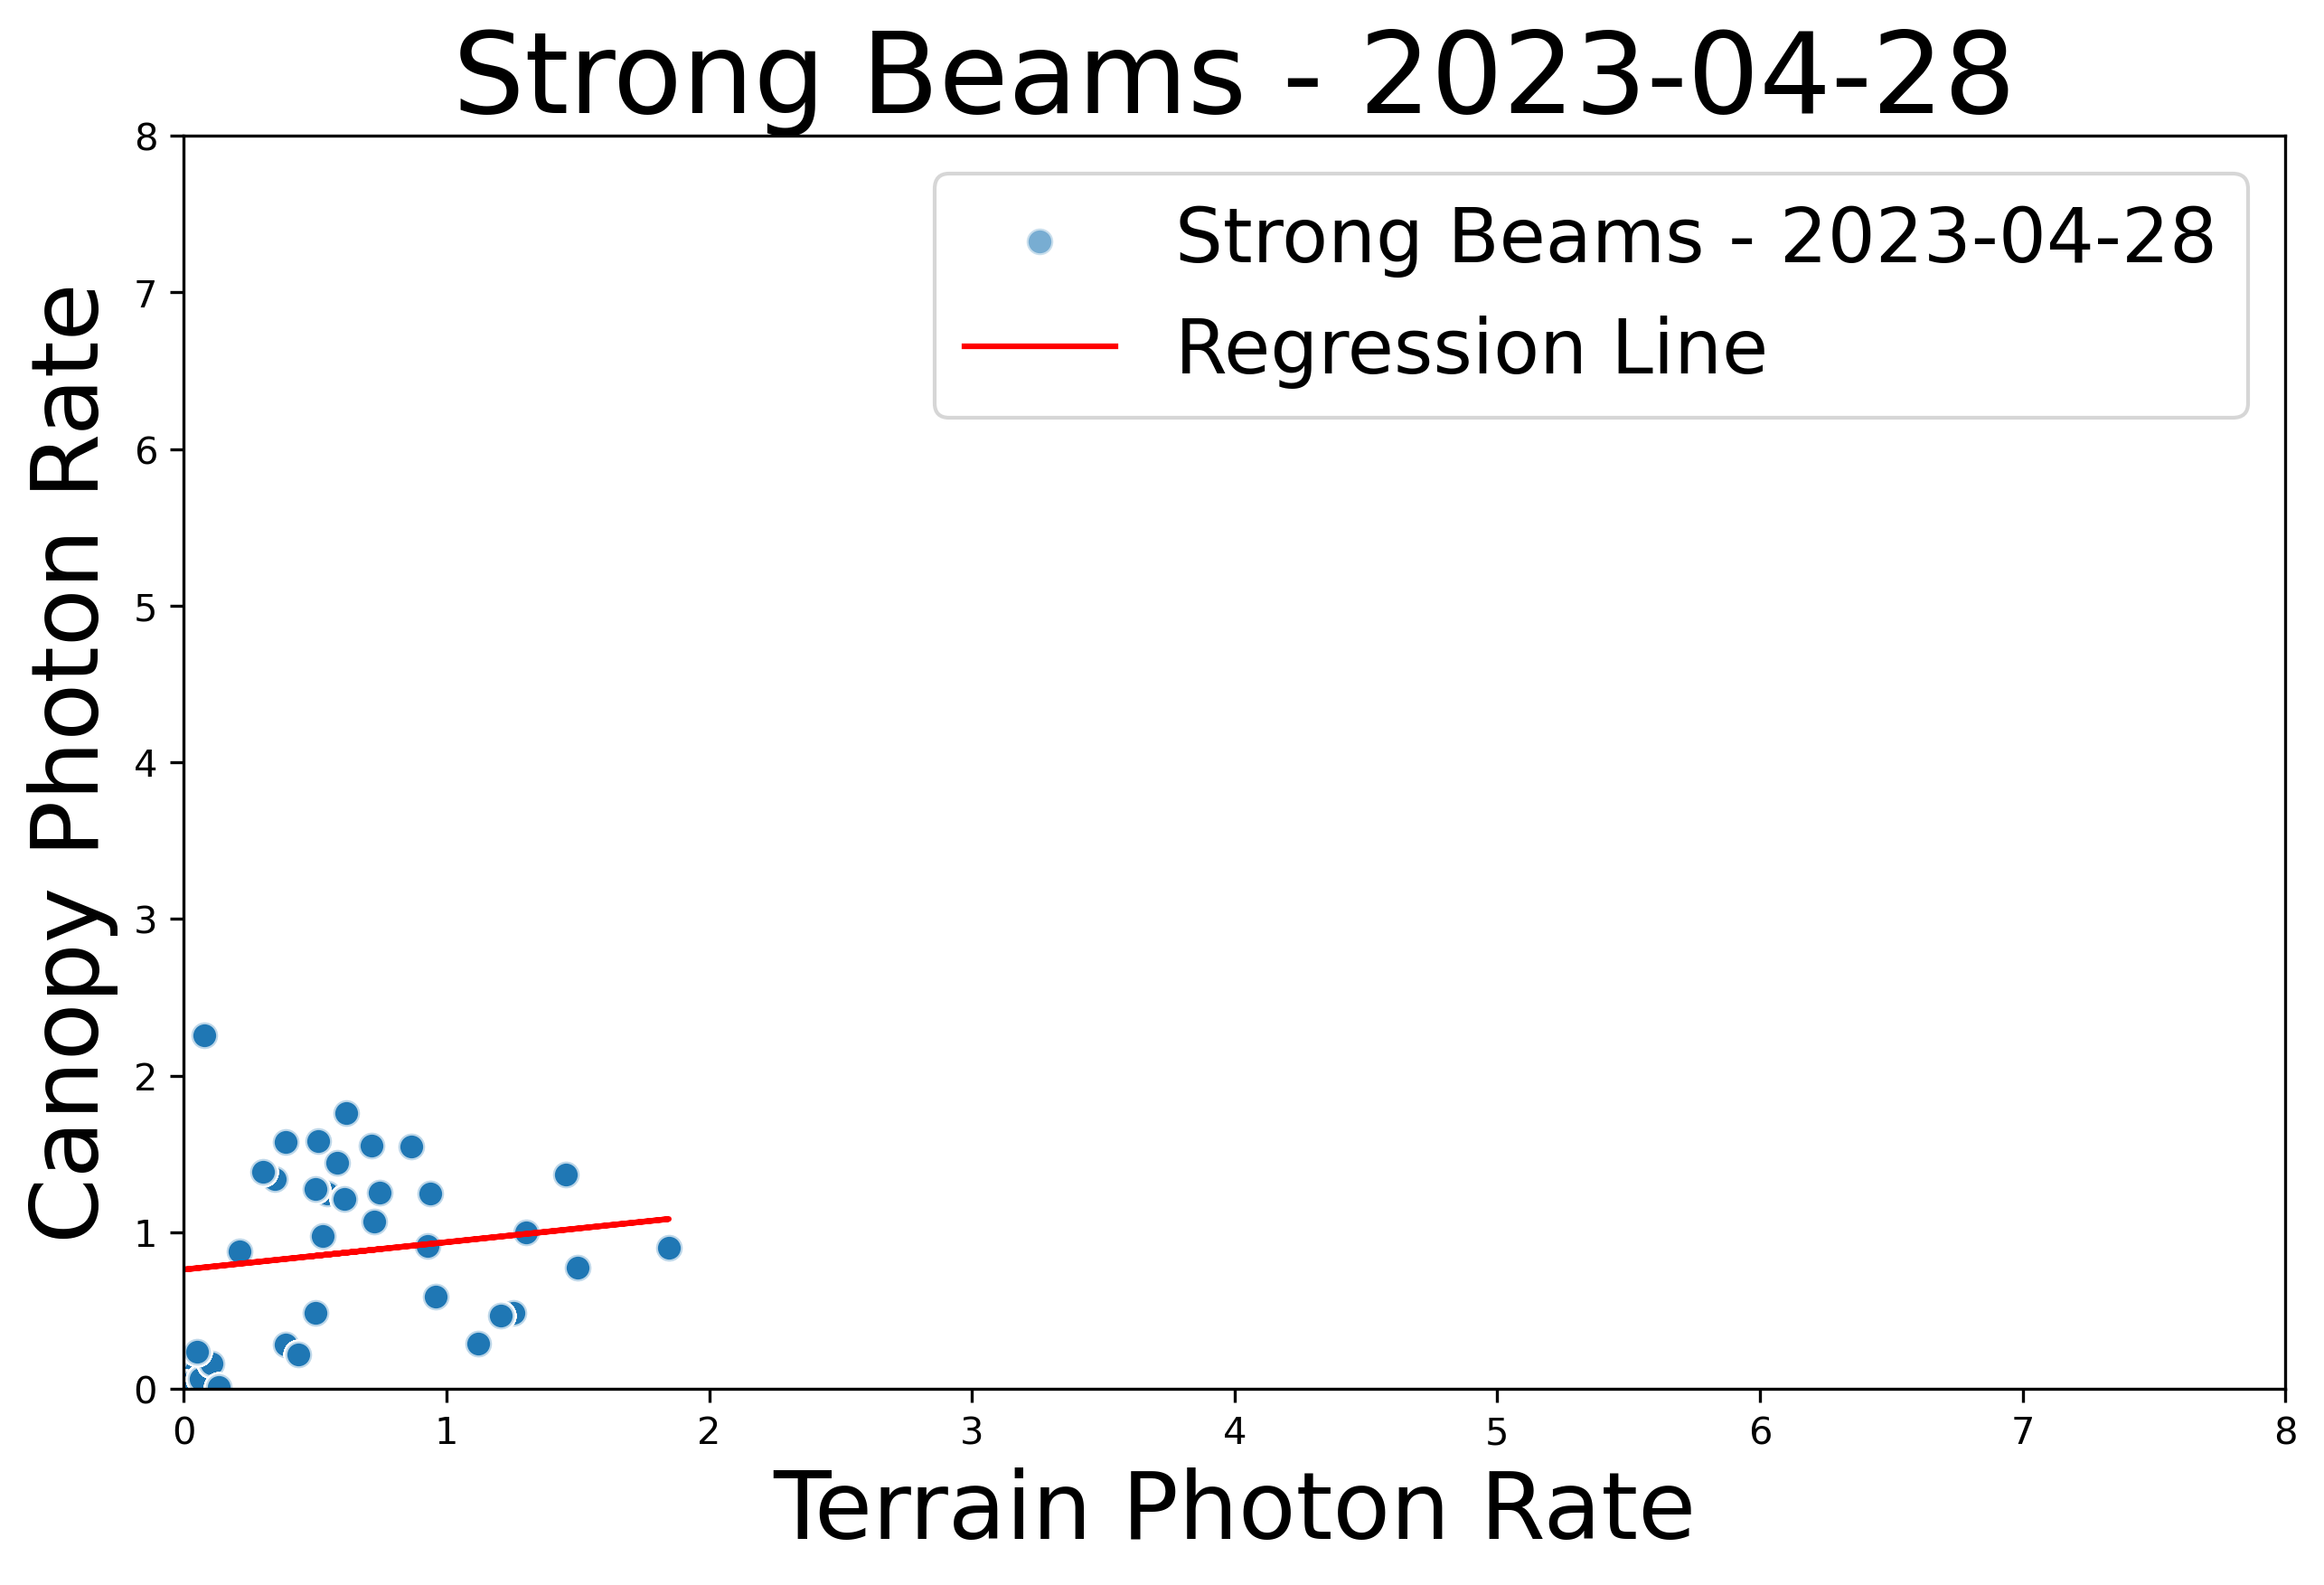 Strong Beams - 2023-04-28
Strong Beams - 2023-04-28
Regression Line
Canopy Photon Rate
8
7
6
5
4
3
2
1
0
0 1 2 3 4 5 6 7 8
Terrain Photon Rate